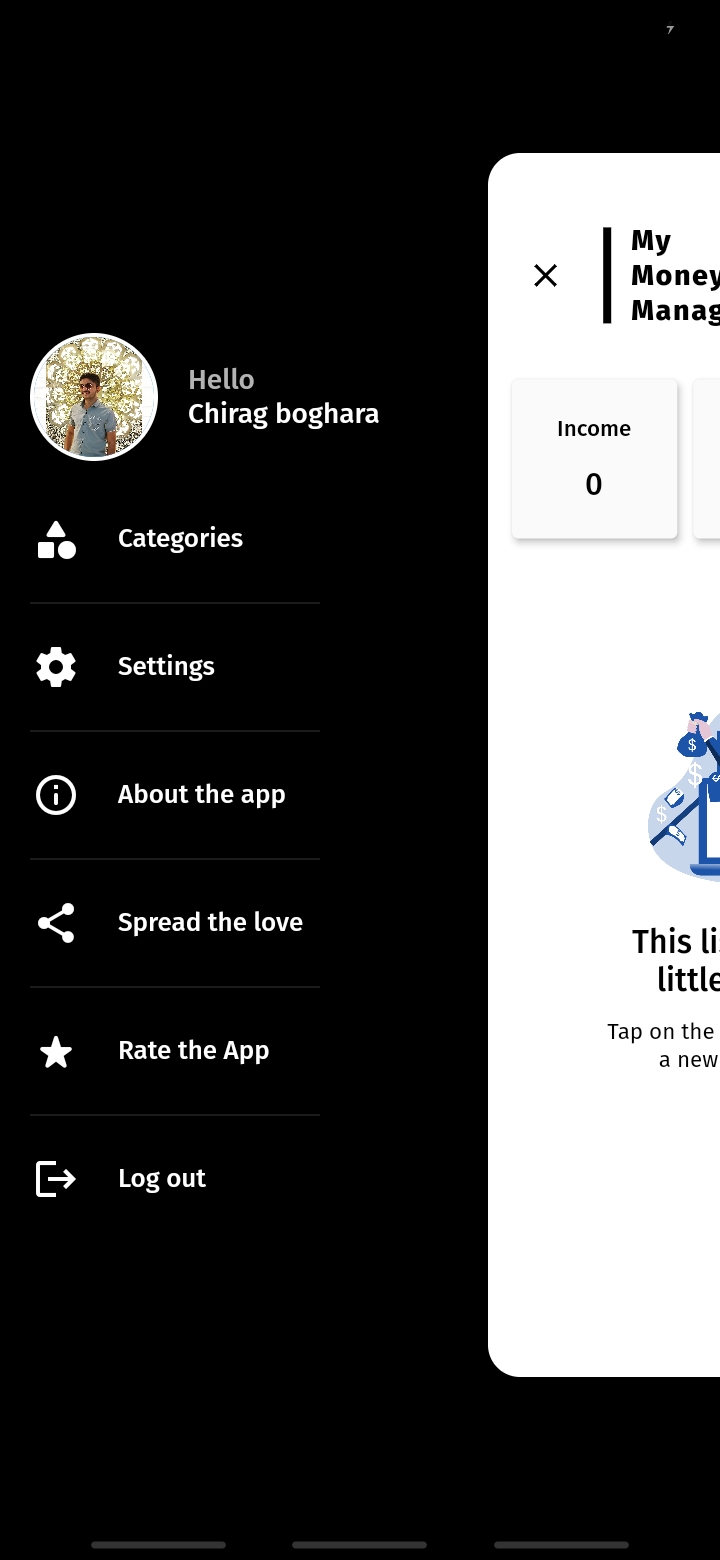 Hello
Chirag boghara
Categories
Settings
About the app
Spread the love
Rate the App
Log out
My
Money
Manag
Income
0
This li
little
Tap on the
a new
$
$
$